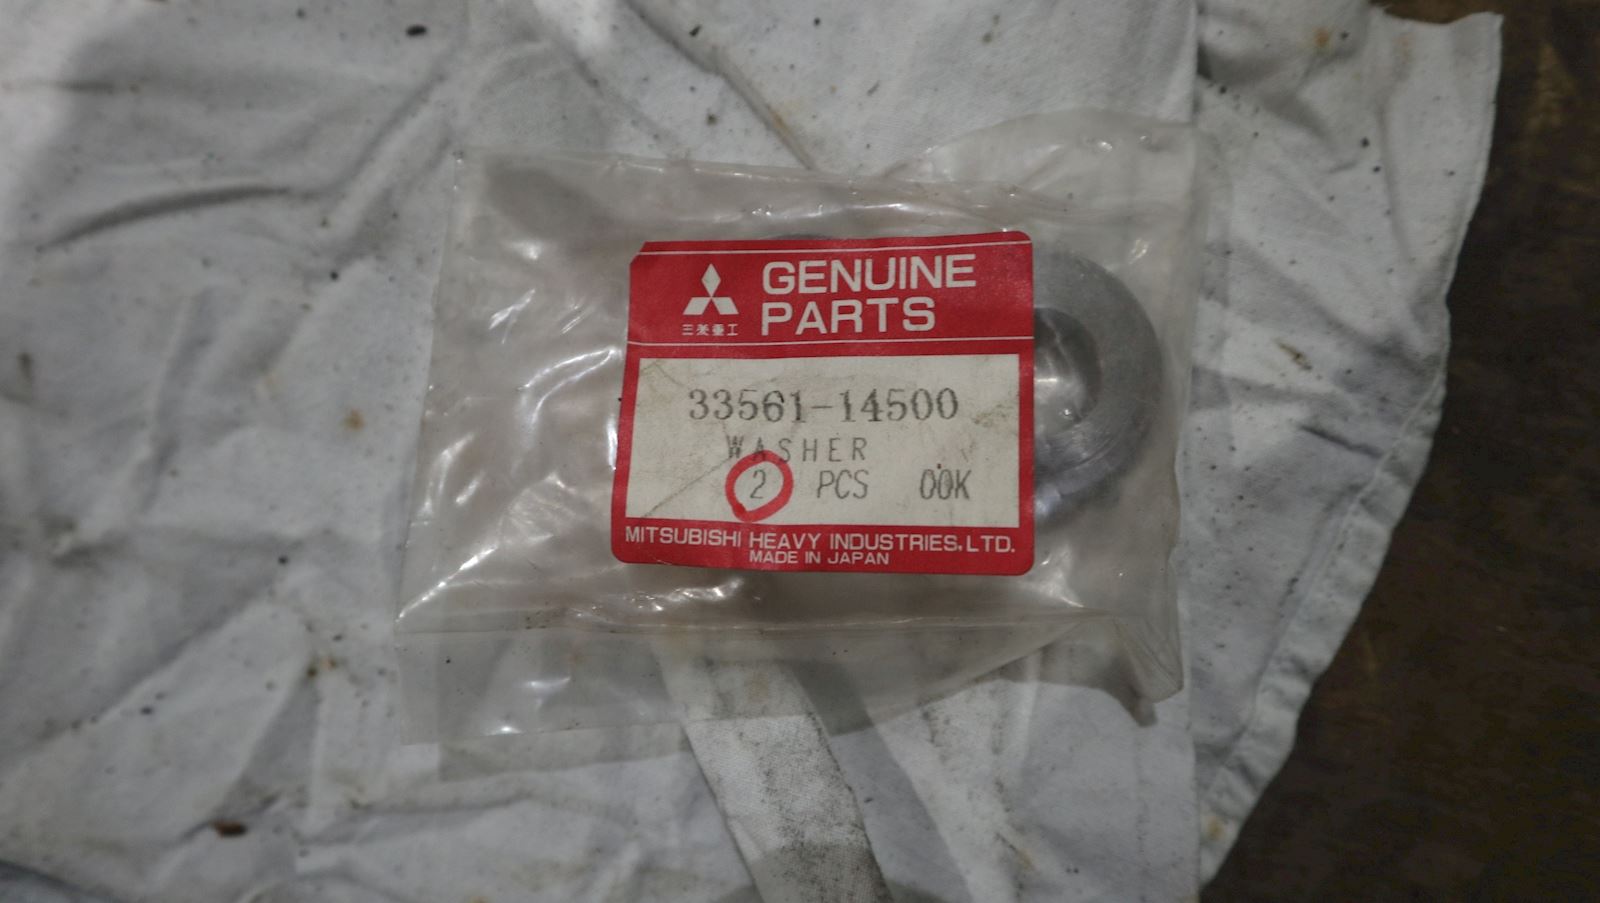 GENUINE
PARTS
三菱重工
33561-14500
WASHER
2 PCS 00K
MITSUBISHI HEAVY INDUSTRIES, LTD.
MADE IN JAPAN